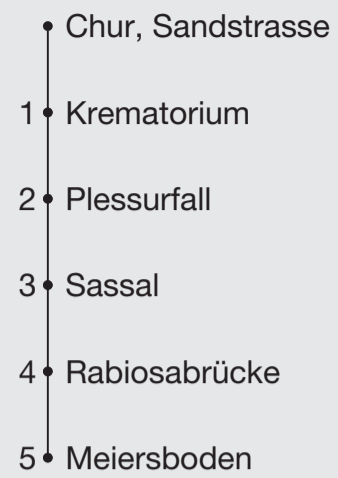 Chur, Sandstrasse
1 Krematorium
2 Plessurfall
3 Sassal
4 Rabiosabrücke
5 Meiersboden